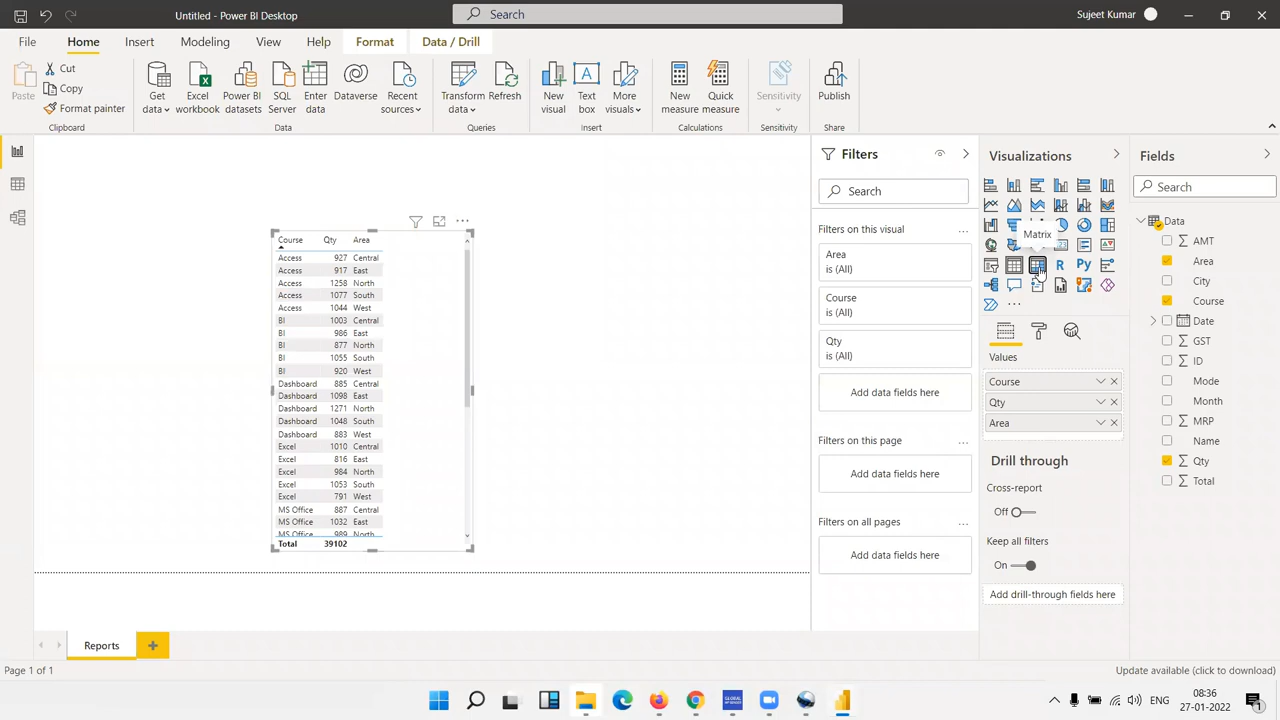 Untitled - Power BI Desktop
Search
Sujeet Kumar
File
Home
Insert
Modeling
View
Help
Format
Data / Drill
Paste
Cut
Copy
Format painter
Get data
Excel workbook
Power BI datasets
SQL Server
Enter data
Dataverse
Recent sources
Transform data
Refresh
New visual
Text box
More visuals
New measure
Quick measure
Sensitivity
Publish
Clipboard
Data
Queries
Insert
Calculations
Sensitivity
Share
Course Qty Area
Access 927 Central
Access 917 East
Access 1258 North
Access 1077 South
Access 1044 West
BI 1003 Central
BI 986 East
BI 877 North
BI 1055 South
BI 920 West
Dashboard 885 Central
Dashboard 1098 East
Dashboard 1271 North
Dashboard 1048 South
Dashboard 883 West
Excel 1010 Central
Excel 816 East
Excel 984 North
Excel 1053 South
Excel 791 West
MS Office 887 Central
MS Office 1032 East
MS Office 989 North
Total 39102
Filters
Search
Filters on this visual
Area
is (All)
Course
is (All)
Qty
is (All)
Add data fields here
Filters on this page
Add data fields here
Filters on all pages
Add data fields here
Visualizations
Matrix
R
Py
Values
Course
Qty
Area
Drill through
Cross-report
Off
Keep all filters
On
Add drill-through fields here
Fields
Search
Data
AMT
Area
City
Course
Date
GST
ID
Mode
Month
MRP
Name
Qty
Total
Reports
Page 1 of 1
Update available (click to download)
ENG
08:36
27-01-2022